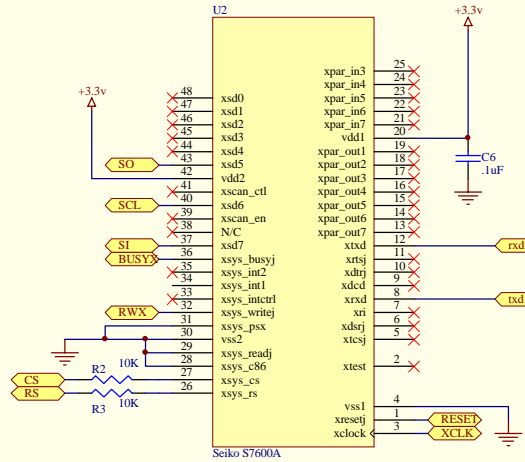 U2
+3.3v
+3.3v
25 xpar_in3
24 xpar_in4
48 xsd0 23 xpar_in5
47 xsd1 22 xpar_in6
46 xsd2 21 xpar_in7
45 xsd3 20 vdd1
44 xsd4 19 xpar_out1
SO 43 xsd5 18 xpar_out2
42 vdd2 17 xpar_out3
41 xscan_ctl 16 xpar_out4
SCL 40 xsd6 15 xpar_out5
39 xscan_en 14 xpar_out6
38 N/C 13 xpar_out7
SI 37 xsd7 12 xtxd rxd
BUSYX 36 xsys_busyj 11 xrtsj
35 xsys_int2 10 xdtrj
34 xsys_int1 9 xdcd
33 xsys_intctrl 8 xrxd txd
RWX 32 xsys_writej 7 xri
31 xsys_psx 6 xdsrj
30 vss2 5 xtcsj
29 xsys_readj
28 xsys_c86 2 xtest
CS R2 10K 27 xsys_cs
RS R3 10K 26 xsys_rs
4 vss1
1 xresetj RESET
3 xclock XCLK
C6
.1uF
Seiko S7600A